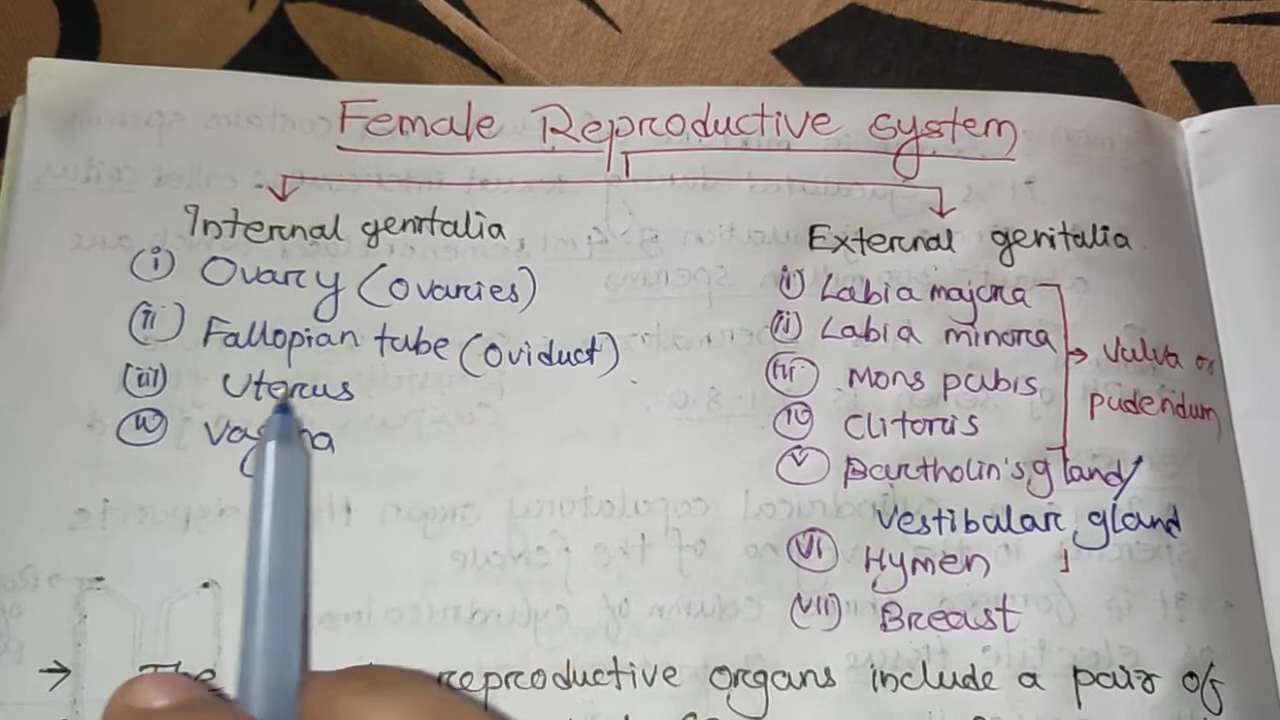 Female Reproductive system
Internal genitalia
(i) Ovary (ovaries)
(ii) Fallopian tube (oviduct)
(iii) Uterus
(iv)
External genitalia
i) Labia majora
(ii) Labia minora
(iii) Mons pubis
(iv) Clitoris
(v) Bartholin's gland/
Vestibular gland
(vi) Hymen
(vii) Breast
Vulva or
pudendum
→ The reproductive organs include a pair of